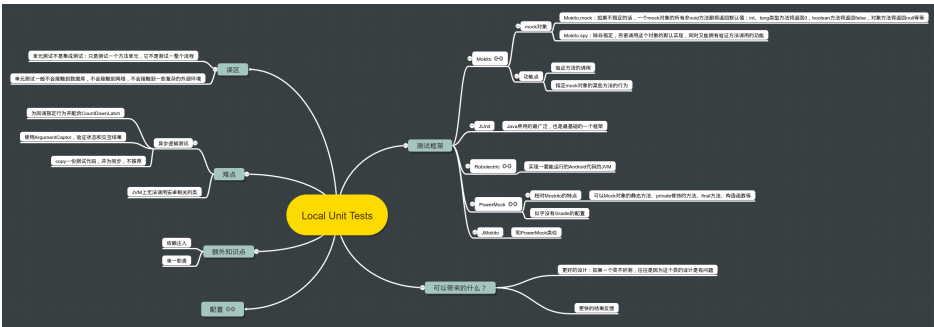 Local Unit Tests
误区
单元测试不是集成测试：只是测试一个方法单元，它不是测试一整个流程
单元测试一般不会接触到数据库，不会接触到网络，不会接触到一些复杂的外部环境
难点
异步逻辑测试
为回调指定行为并配合CountDownLatch
使用ArgumentCaptor，验证状态和交互结果
copy一份测试代码，并为同步，不推荐
JVM上无法调用安卓相关的类
额外知识点
依赖注入
单一职责
配置
测试框架
Mokito
mock对象
Mokito.mock：如果不指定的话，一个mock对象的所有非void方法都将返回默认值：int、long类型方法将返回0，boolean方法将返回false，对象方法将返回null等等
Mokito.spy：除非指定，否者调用这个对象的默认实现，同时又能拥有验证方法调用的功能
功能点
验证方法的调用
指定mock对象的某些方法的行为
JUnit
Java界用的最广泛，也是最基础的一个框架
Robolectric
实现一套能运行的Android代码的JVM
PowerMock
相对Mockito的特点
可以Mock对象的静态方法、private修饰的方法、final方法、构造函数等
似乎没有Gradle的配置
JMokito
和PowerMock类似
可以带来的什么？
更好的设计：如果一个类不好测，往往是因为这个类的设计是有问题
更快的结果反馈